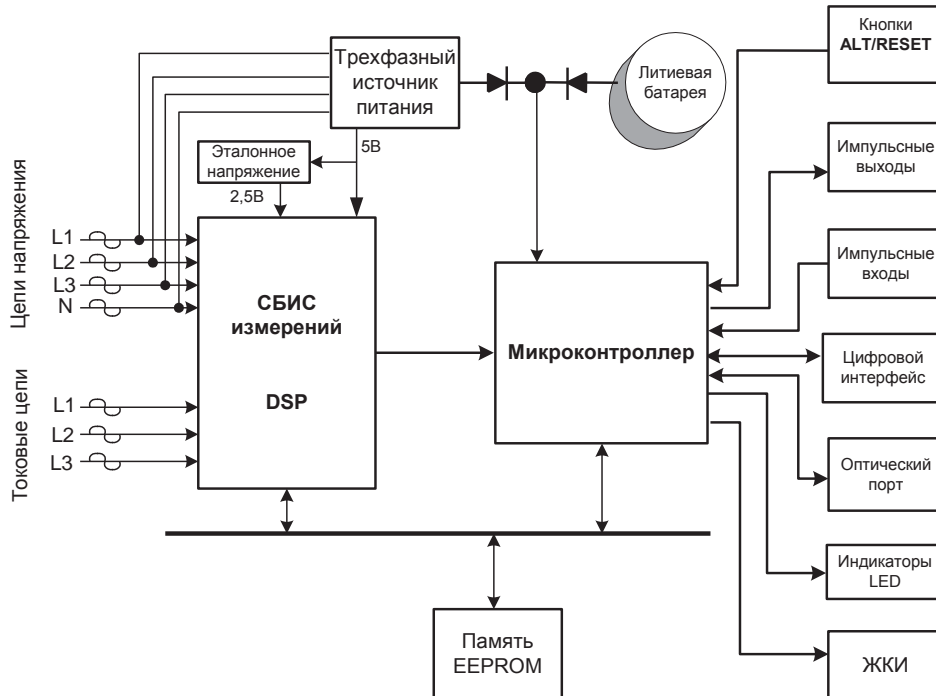 Трехфазный
источник
питания
Литиевая
батарея
Кнопки
ALT/RESET
Эталонное
напряжение
5В
2,5В
Импульсные
выходы
Цепи напряжения
L1
L2
L3
N
СБИС
измерений
DSP
Микроконтроллер
Импульсные
входы
Цифровой
интерфейс
Токовые цепи
L1
L2
L3
Оптический
порт
Индикаторы
LED
Память
EEPROM
ЖКИ